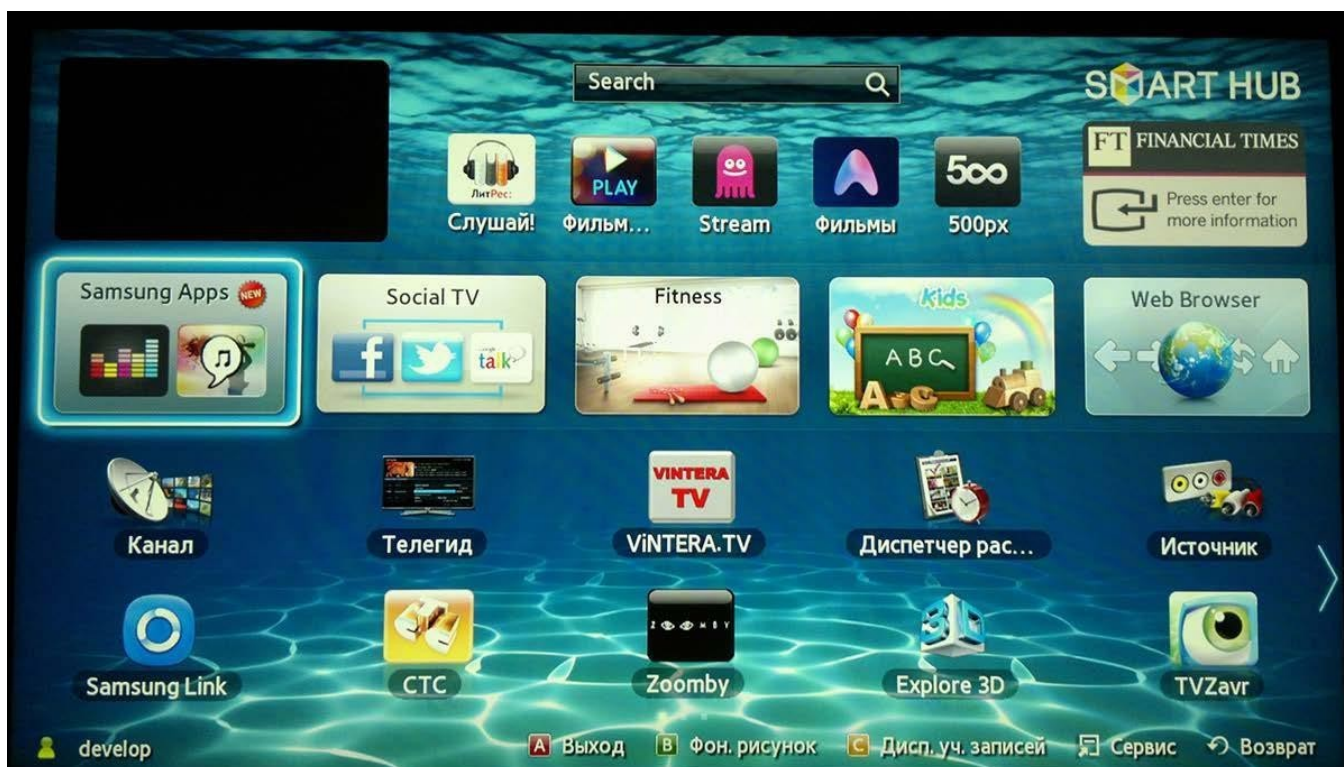 Search
SMART HUB
FT FINANCIAL TIMES
Press enter for
more information
ЛитРес:
PLAY
500
Слушай!
Фильм...
Stream
Фильмы
500px
Samsung Apps NEW
Social TV
f
talk
Fitness
Kids
ABC
A B C
Web Browser
VINTERA
TV
Канал
Телегид
ViNTERA.TV
Диспетчер рас...
Источник
СТС
ZOOMBY
3D
Samsung Link
СТС
Zoomby
Explore 3D
TVZavr
develop
A Выход
B Фон. рисунок
C Дисп. уч. записей
Сервис
Возврат